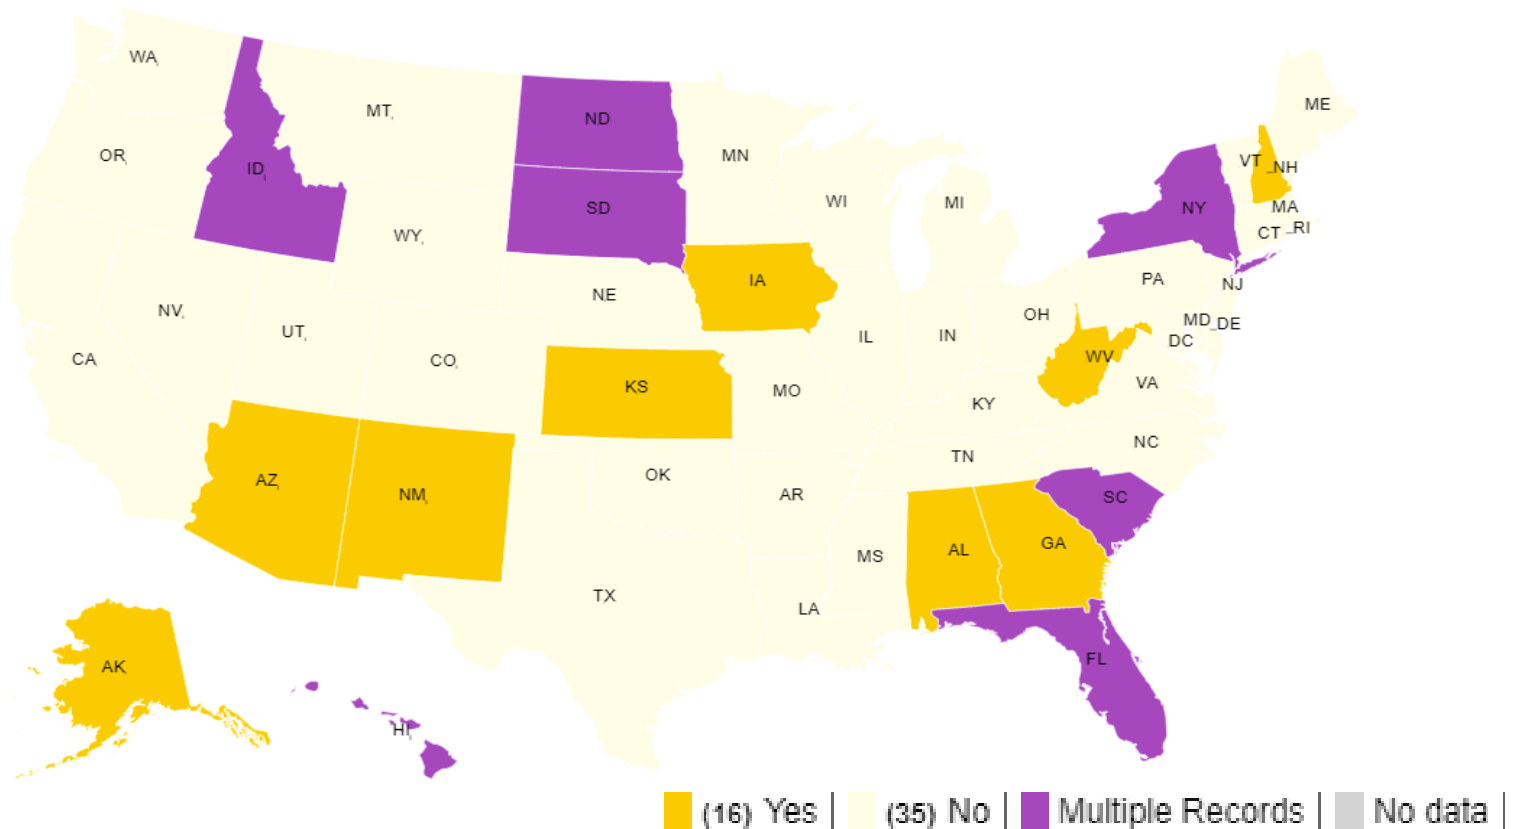 WA
ME
MT
ND
OR
MN
VT
NH
ID
WI
MI
SD
NY
MA
WY
CT
RI
IA
PA
NJ
NE
NV
OH
MD
DE
UT
IL
IN
DC
CA
CO
WV
KS
MO
VA
KY
NC
TN
OK
AZ
NM
AR
SC
GA
AL
MS
TX
LA
FL
AK
HI
(16) Yes | (35) No | Multiple Records | No data |